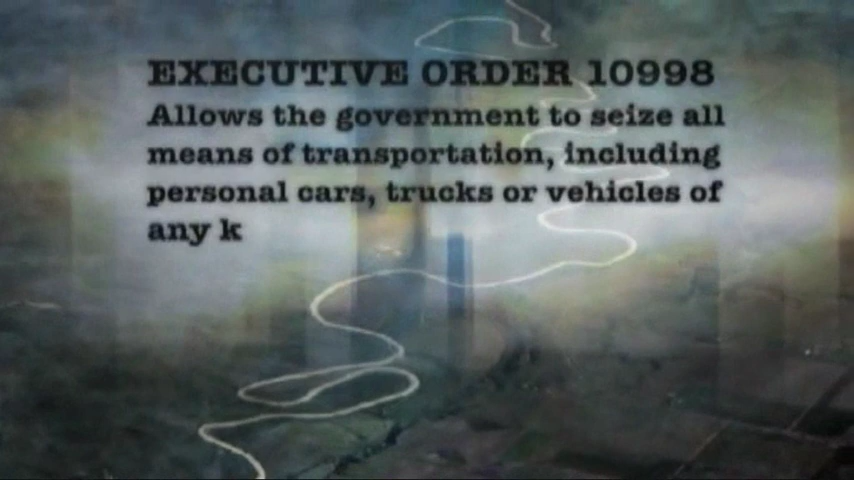 EXECUTIVE ORDER 10998
Allows the government to seize all
means of transportation, including
personal cars, trucks or vehicles of
any k